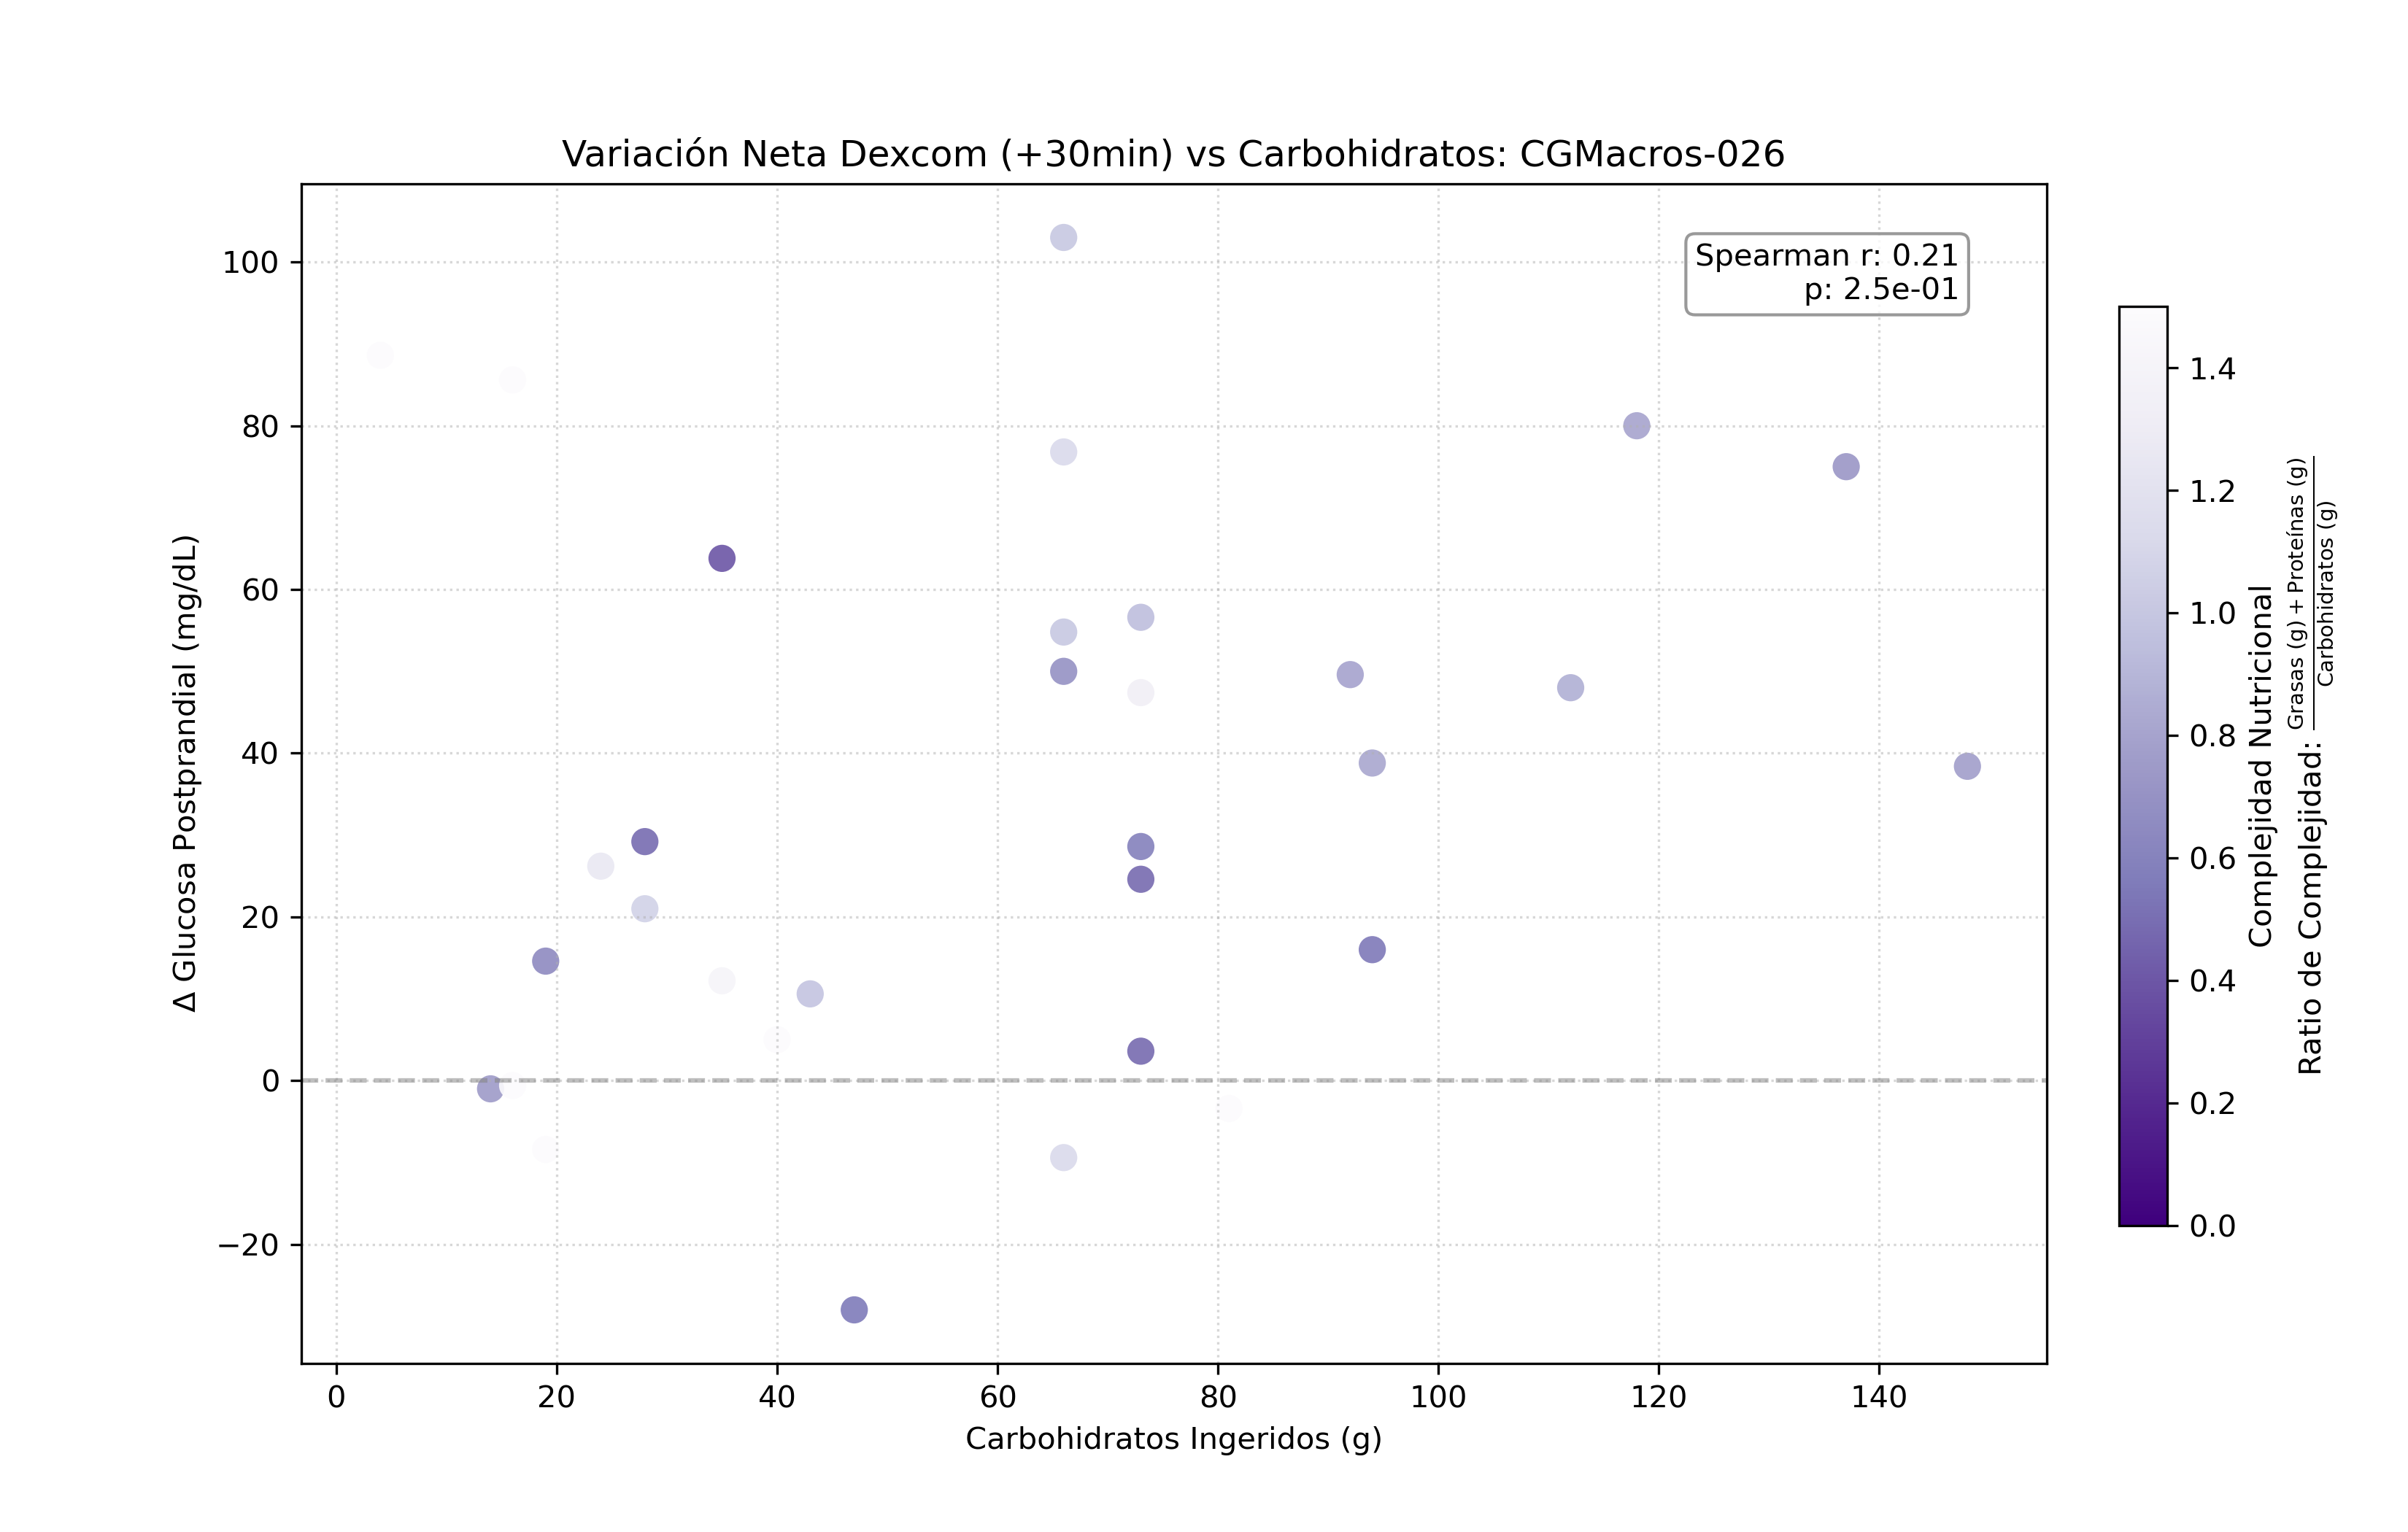 Variación Neta Dexcom (+30min) vs Carbohidratos: CGMacros-026
Spearman r: 0.21
p: 2.5e-01
Δ Glucosa Postprandial (mg/dL)
100
80
60
40
20
0
−20
0
20
40
60
80
100
120
140
Carbohidratos Ingeridos (g)
1.4
1.2
1.0
0.8
0.6
0.4
0.2
0.0
Complejidad Nutricional
Ratio de Complejidad:
Grasas (g) + Proteínas (g)
Carbohidratos (g)